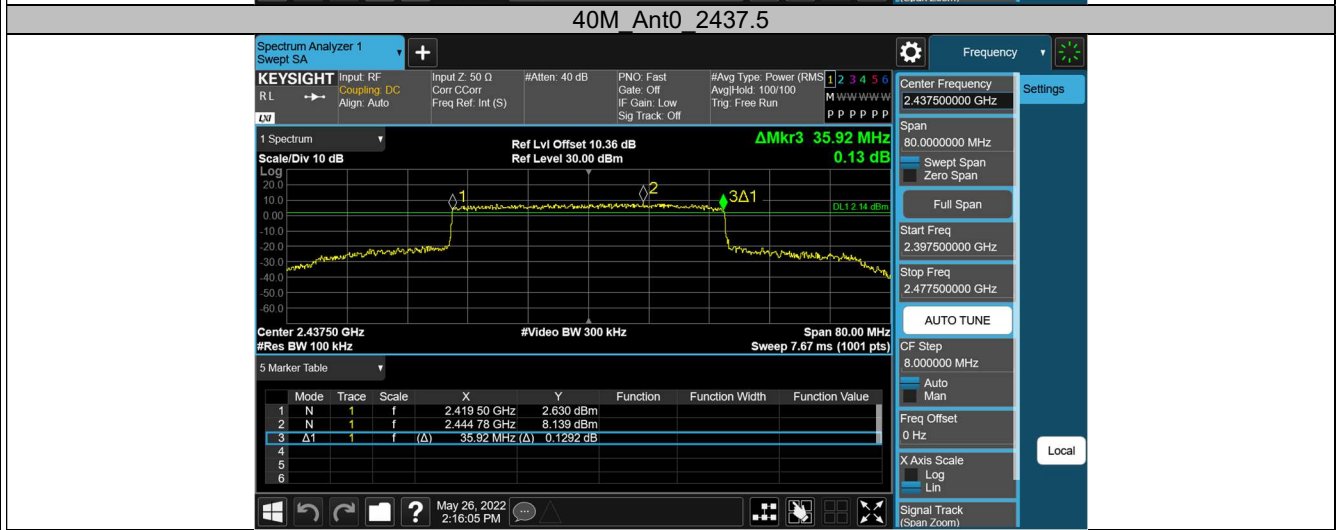 (Span Zoom)
40M_Ant0_2437.5
Spectrum Analyzer 1
Swept SA
+
Frequency
KEYSIGHT
RL
LXI
Input: RF
Coupling: DC
Align: Auto
Input Z: 50 Ω
Corr CCorr
Freq Ref: Int (S)
#Atten: 40 dB
PNO: Fast
Gate: Off
IF Gain: Low
Sig Track: Off
#Avg Type: Power (RMS
Avg|Hold: 100/100
Trig: Free Run
1 2 3 4 5 6
M W W W W W
P P P P P P
1 Spectrum
Scale/Div 10 dB
Ref Lvl Offset 10.36 dB
Ref Level 30.00 dBm
ΔMkr3 35.92 MHz
0.13 dB
Log
20.0
10.0
0.00
-10.0
-20.0
-30.0
-40.0
-50.0
-60.0
1
2
3Δ1
DL1 2.14 dBm
Center 2.43750 GHz
#Video BW 300 kHz
Span 80.00 MHz
#Res BW 100 kHz
Sweep 7.67 ms (1001 pts)
5 Marker Table
Mode Trace Scale X Y Function Function Width Function Value
1 N 1 f 2.419 50 GHz 2.630 dBm
2 N 1 f 2.444 78 GHz 8.139 dBm
3 Δ1 1 f (Δ) 35.92 MHz (Δ) 0.1292 dB
4
5
6
?
May 26, 2022
2:16:05 PM
Center Frequency
2.437500000 GHz
Settings
Span
80.0000000 MHz
Swept Span
Zero Span
Full Span
Start Freq
2.397500000 GHz
Stop Freq
2.477500000 GHz
AUTO TUNE
CF Step
8.000000 MHz
Auto
Man
Freq Offset
0 Hz
X Axis Scale
Log
Lin
Local
Signal Track
(Span Zoom)